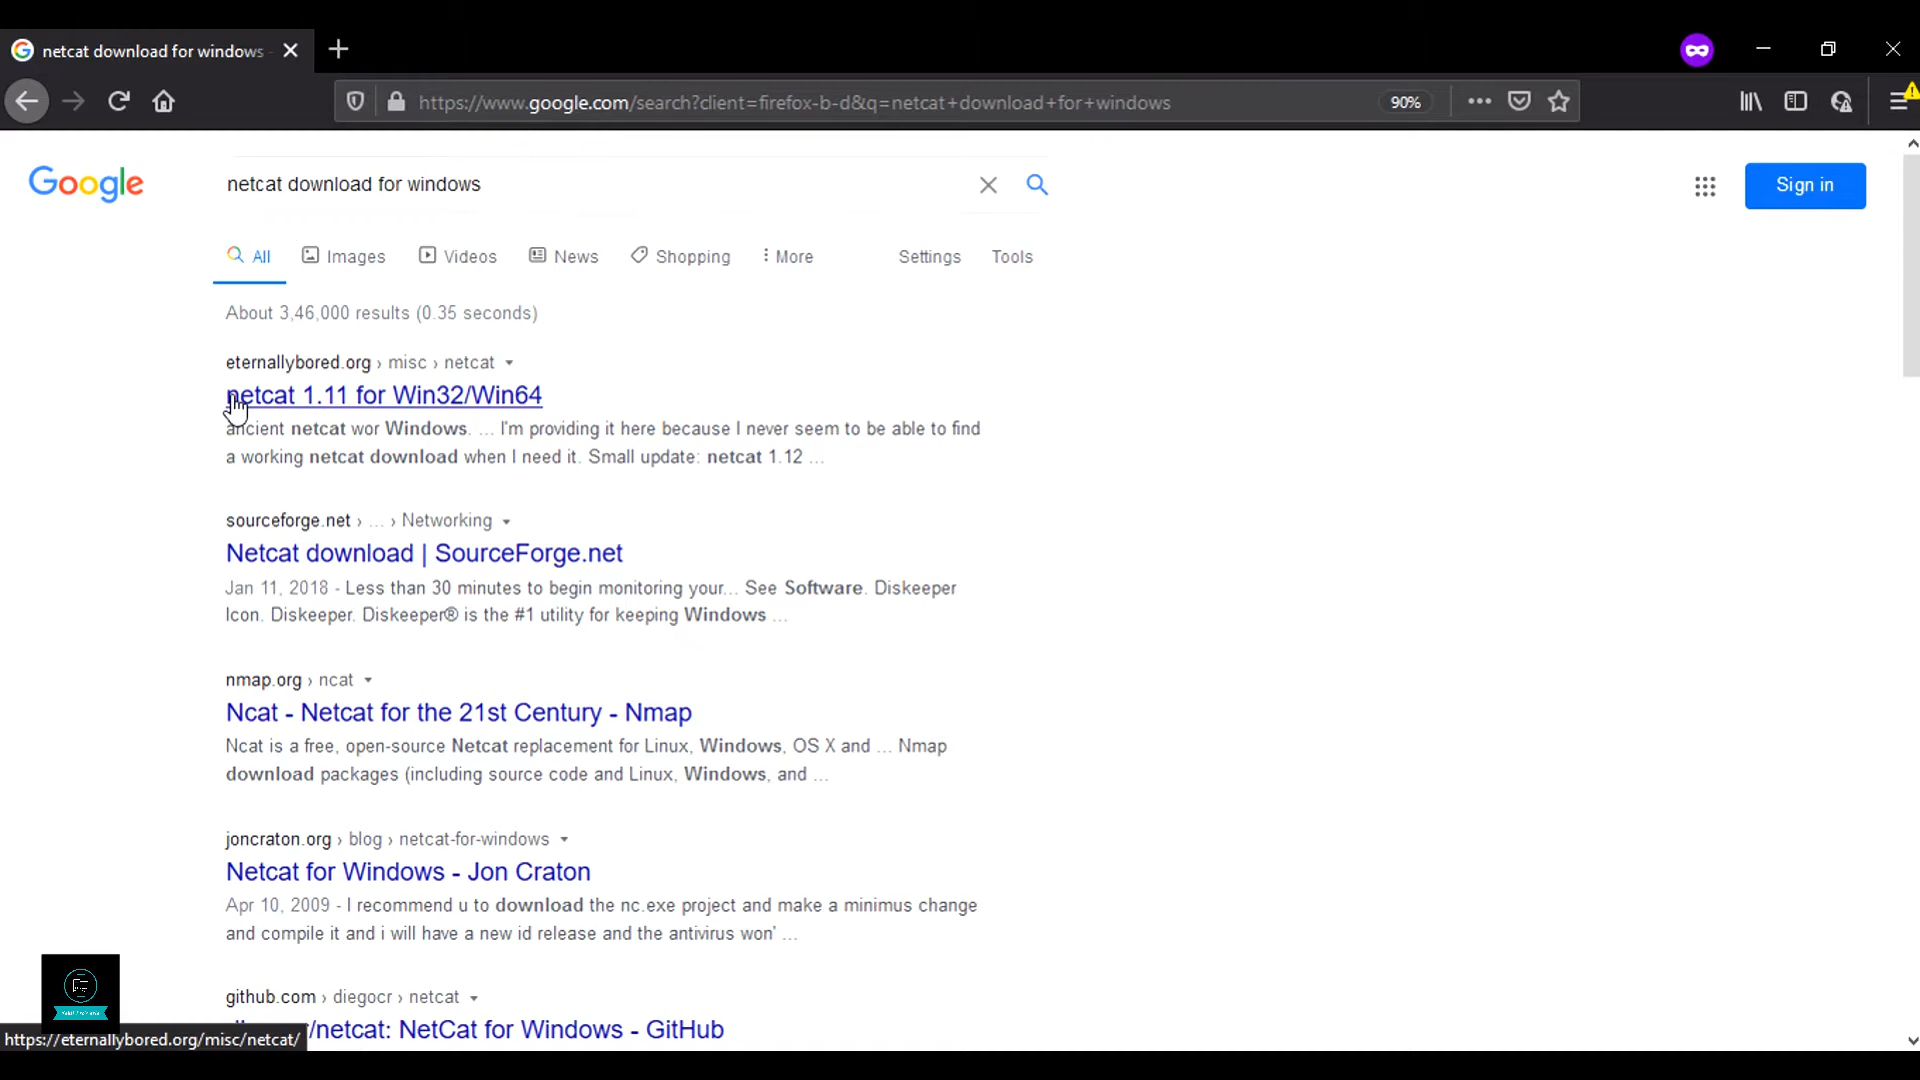 netcat download for windows -
https://www.google.com/search?client=firefox-b-d&q=netcat+download+for+windows
90%
Google
netcat download for windows
Sign in
All
Images
Videos
News
Shopping
More
Settings
Tools
About 3,46,000 results (0.35 seconds)
eternallybored.org › misc › netcat
netcat 1.11 for Win32/Win64
ancient netcat wor Windows. ... I'm providing it here because I never seem to be able to find
a working netcat download when I need it. Small update: netcat 1.12 ...
sourceforge.net › ... › Networking
Netcat download | SourceForge.net
Jan 11, 2018 - Less than 30 minutes to begin monitoring your... See Software. Diskeeper
Icon. Diskeeper. Diskeeper® is the #1 utility for keeping Windows ...
nmap.org › ncat
Ncat - Netcat for the 21st Century - Nmap
Ncat is a free, open-source Netcat replacement for Linux, Windows, OS X and ... Nmap
download packages (including source code and Linux, Windows, and ...
joncraton.org › blog › netcat-for-windows
Netcat for Windows - Jon Craton
Apr 10, 2009 - I recommend u to download the nc.exe project and make a minimus change
and compile it and i will have a new id release and the antivirus won' ...
github.com › diegocr › netcat
/netcat: NetCat for Windows - GitHub
https://eternallybored.org/misc/netcat/